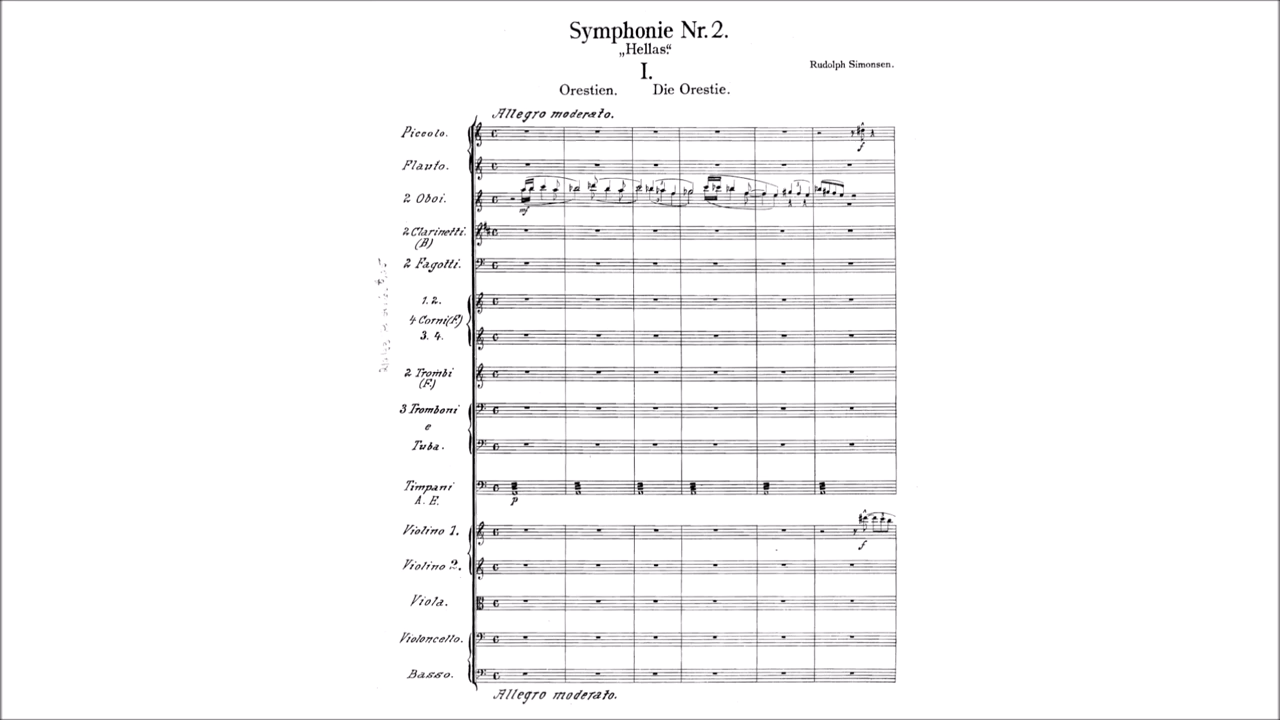 Symphonie Nr. 2.
„Hellas“
I.
Rudolph Simonsen.
Orestien. Die Orestie.
Allegro moderato.
Piccolo.
f
Flauto.
2 Oboi.
mf
2 Clarinetti.
(B)
2 Fagotti.
1. 2.
4 Corni (F)
3. 4.
2 Trombi
(F)
3 Tromboni
e
Tuba.
Timpani
A. E.
p
Violino 1.
f
Violino 2.
Viola.
Violoncello.
Basso.
Allegro moderato.